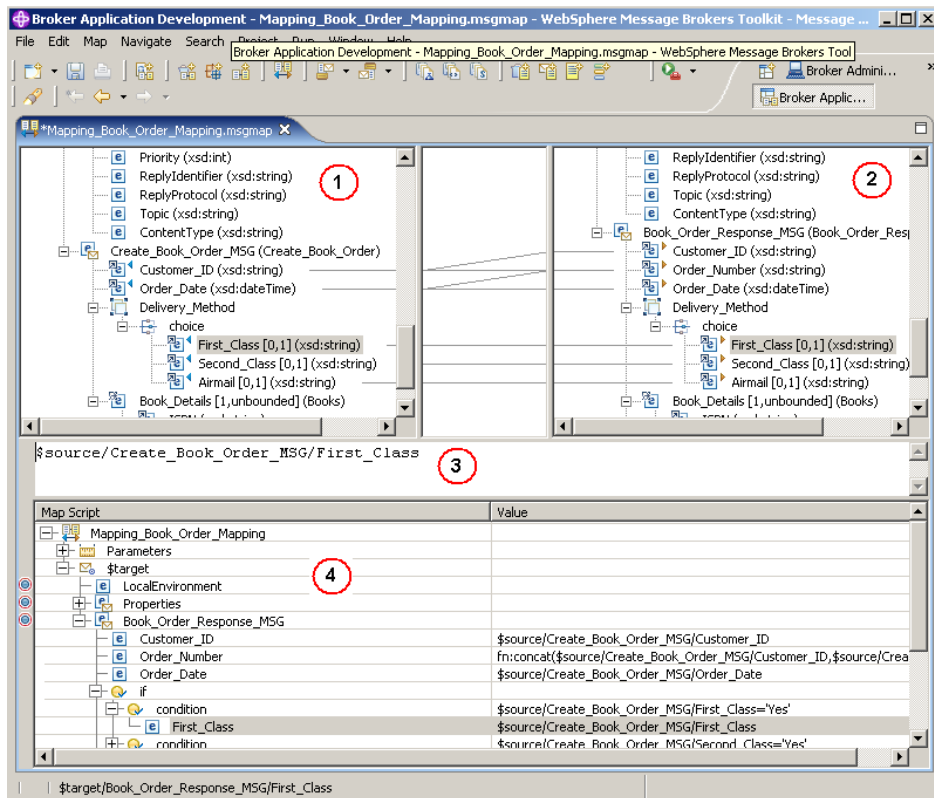 Broker Application Development - Mapping_Book_Order_Mapping.msgmap - WebSphere Message Brokers Toolkit - Message ...
File Edit Map Navigate Search Project Run Window Help
Broker Application Development - Mapping_Book_Order_Mapping.msgmap - WebSphere Message Brokers Tool
Broker Admini...
»
Broker Applic...
*Mapping_Book_Order_Mapping.msgmap
Priority (xsd:int)
ReplyIdentifier (xsd:string)
ReplyProtocol (xsd:string)
Topic (xsd:string)
ContentType (xsd:string)
Create_Book_Order_MSG (Create_Book_Order)
Customer_ID (xsd:string)
Order_Date (xsd:dateTime)
Delivery_Method
choice
First_Class [0,1] (xsd:string)
Second_Class [0,1] (xsd:string)
Airmail [0,1] (xsd:string)
Book_Details [1,unbounded] (Books)
1
ReplyIdentifier (xsd:string)
ReplyProtocol (xsd:string)
Topic (xsd:string)
ContentType (xsd:string)
Book_Order_Response_MSG (Book_Order_Resp
Customer_ID (xsd:string)
Order_Number (xsd:string)
Order_Date (xsd:dateTime)
Delivery_Method
choice
First_Class [0,1] (xsd:string)
Second_Class [0,1] (xsd:string)
Airmail [0,1] (xsd:string)
Book_Details [1,unbounded] (Books)
2
$source/Create_Book_Order_MSG/First_Class
3
Map Script Value
Mapping_Book_Order_Mapping
Parameters
$target
4
LocalEnvironment
Properties
Book_Order_Response_MSG
Customer_ID $source/Create_Book_Order_MSG/Customer_ID
Order_Number fn:concat($source/Create_Book_Order_MSG/Customer_ID,$source/Crea
Order_Date $source/Create_Book_Order_MSG/Order_Date
if
condition $source/Create_Book_Order_MSG/First_Class='Yes'
First_Class $source/Create_Book_Order_MSG/First_Class
condition $source/Create_Book_Order_MSG/Second_Class='Yes'
$target/Book_Order_Response_MSG/First_Class